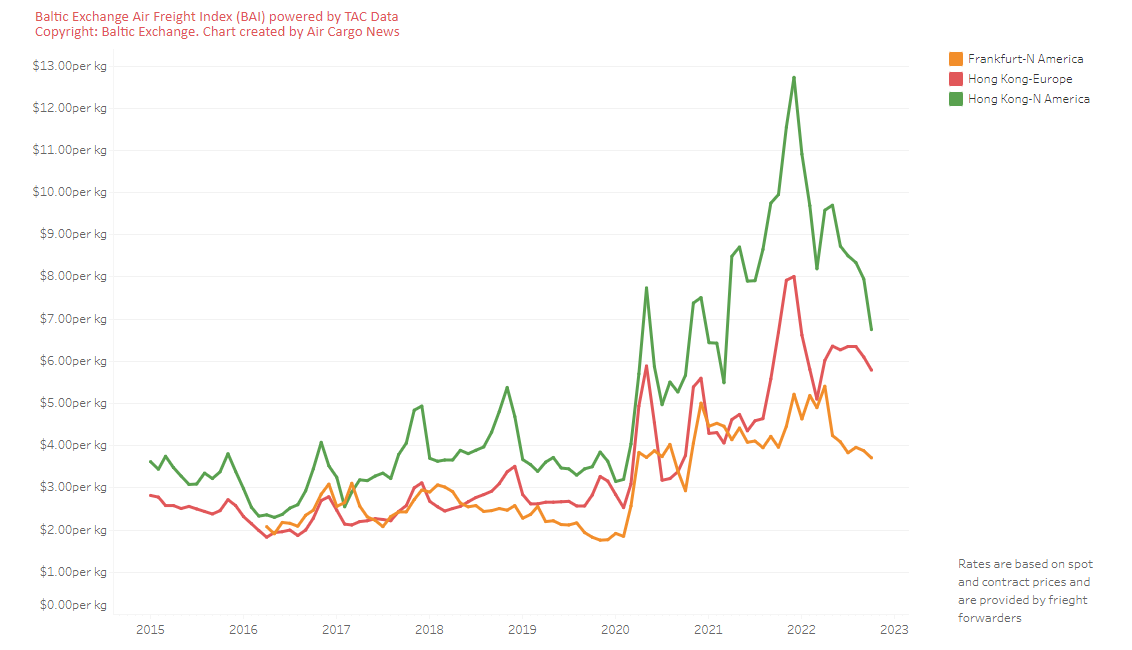 Baltic Exchange Air Freight Index (BAI) powered by TAC Data
Copyright: Baltic Exchange. Chart created by Air Cargo News
$13.00per kg
$12.00per kg
$11.00per kg
$10.00per kg
$9.00per kg
$8.00per kg
$7.00per kg
$6.00per kg
$5.00per kg
$4.00per kg
$3.00per kg
$2.00per kg
$1.00per kg
$0.00per kg
2015 2016 2017 2018 2019 2020 2021 2022 2023
Frankfurt-N America
Hong Kong-Europe
Hong Kong-N America
Rates are based on spot
and contract prices and
are provided by frieght
forwarders